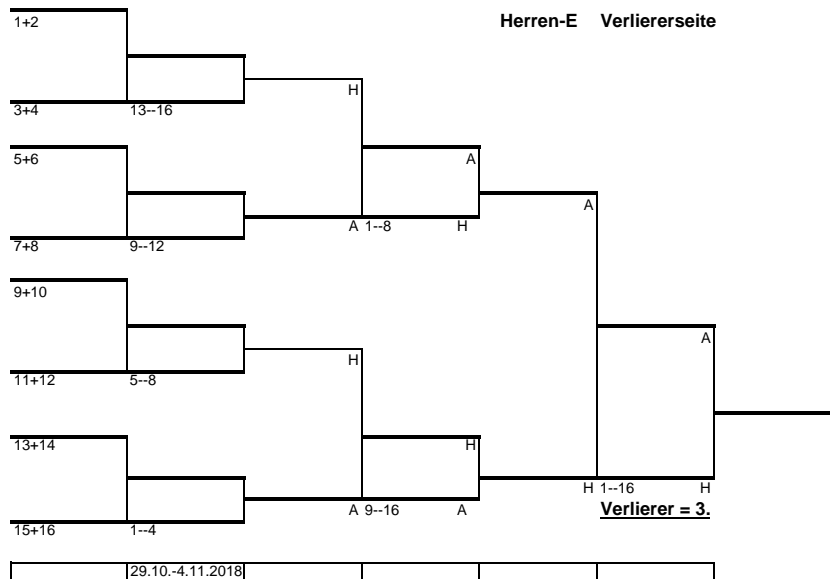 1+2
Herren-E Verliererseite
H
3+4 13--16
5+6
A
A
A 1--8 H
7+8 9--12
9+10
A
H
11+12 5--8
13+14
H
H 1--16 H
A 9--16 A
Verlierer = 3.
15+16 1--4
29.10.-4.11.2018